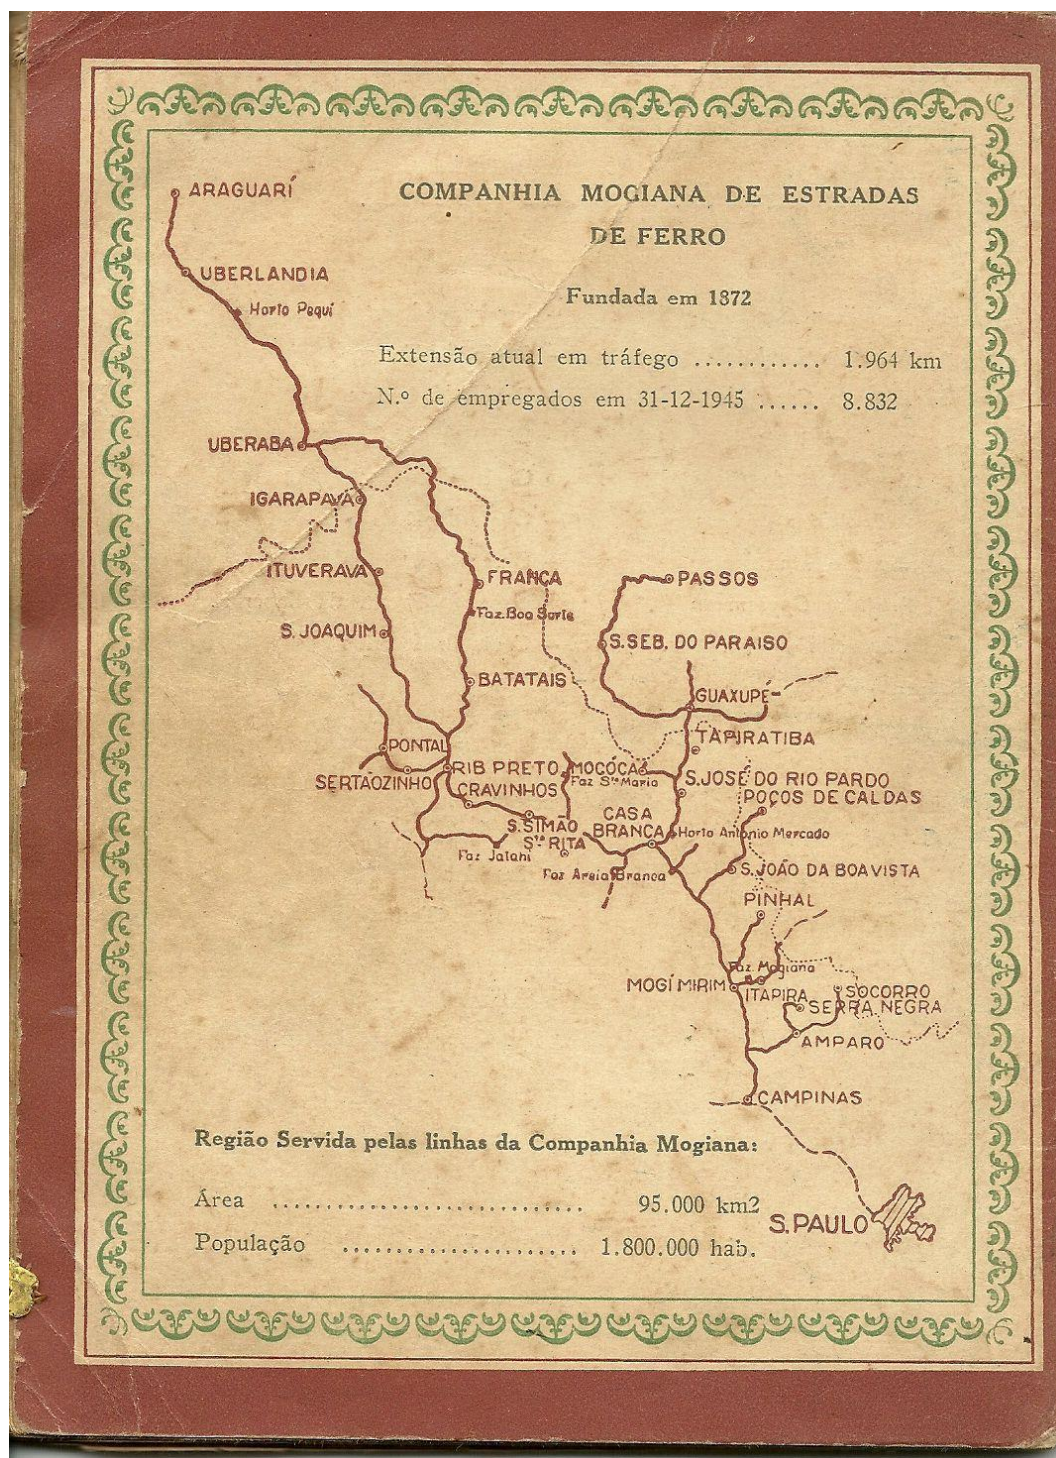 COMPANHIA MOGIANA DE ESTRADAS
DE FERRO
Fundada em 1872
Extensão atual em tráfego ............ 1.964 km
N.º de empregados em 31-12-1945 ...... 8.832
ARAGUARÍ
UBERLANDIA
Horto Pequí
UBERABA
IGARAPAVA
ITUVERAVA
FRANCA
PASSOS
Faz. Boa Sorte
S. JOAQUIM
S. SEB. DO PARAISO
BATATAIS
GUAXUPÉ
PONTAL
TAPIRATIBA
SERTAOZINHO
RIB PRETO
MOCÓCA
Faz Sta Maria
S. JOSÉ DO RIO PARDO
CRAVINHOS
POÇOS DE CALDAS
S. SIMÃO
CASA
BRANCA
Horto Antonio Mercado
STA RITA
Faz Jatahi
Faz Areia Branca
S. JOÃO DA BOA VISTA
PINHAL
Faz. Mogiana
MOGÍ MIRIM
ITAPIRA
SOCORRO
SERRA NEGRA
AMPARO
CAMPINAS
Região Servida pelas linhas da Companhia Mogiana:
Área .............................. 95.000 km2
S. PAULO
População ...................... 1.800.000 hab.